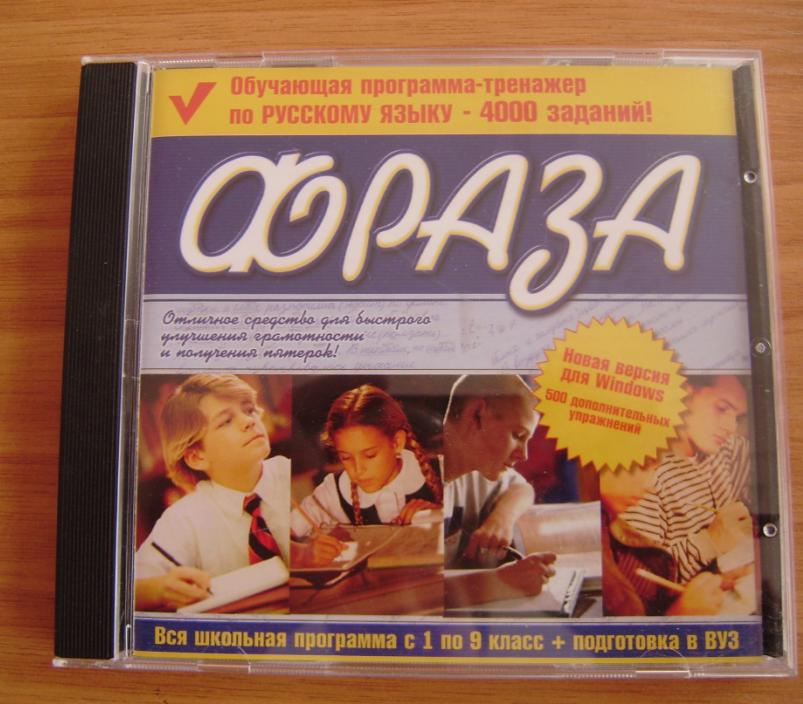 Обучающая программа-тренажер
по РУССКОМУ ЯЗЫКУ - 4000 заданий!
ФРАЗА
Отличное средство для быстрого
улучшения грамотности
и получения пятерок!
Новая версия
для Windows
500 дополнительных
упражнений
Вся школьная программа с 1 по 9 класс + подготовка в ВУЗ